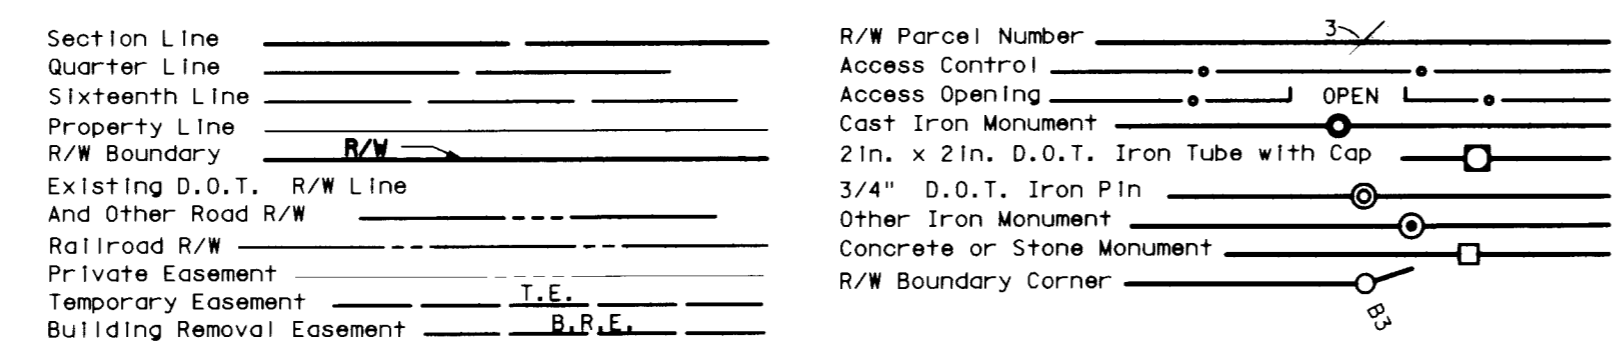 Section Line
Quarter Line
Sixteenth Line
Property Line
R/W Boundary R/W
Existing D.O.T. R/W Line
And Other Road R/W
Railroad R/W
Private Easement
Temporary Easement T.E.
Building Removal Easement B.R.E.
R/W Parcel Number 3
Access Control
Access Opening OPEN
Cast Iron Monument
2in. x 2in. D.O.T. Iron Tube with Cap
3/4" D.O.T. Iron Pin
Other Iron Monument
Concrete or Stone Monument
R/W Boundary Corner
B3